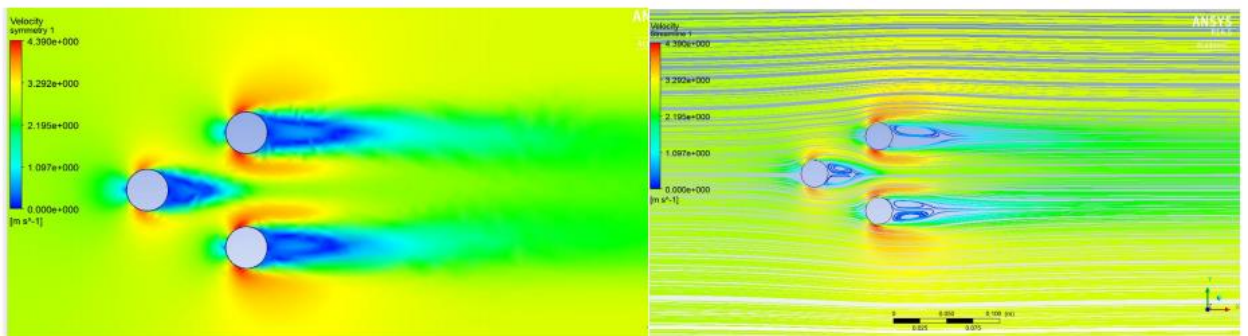 Velocity
symmetry 1
4.390e+000
3.292e+000
2.195e+000
1.097e+000
0.000e+000
[m s^-1]
AN
Velocity
Streamline 1
4.390e+000
3.292e+000
2.195e+000
1.097e+000
0.000e+000
[m s^-1]
ANSYS
0
0.050
0.100
(m)
0.025
0.075
Y